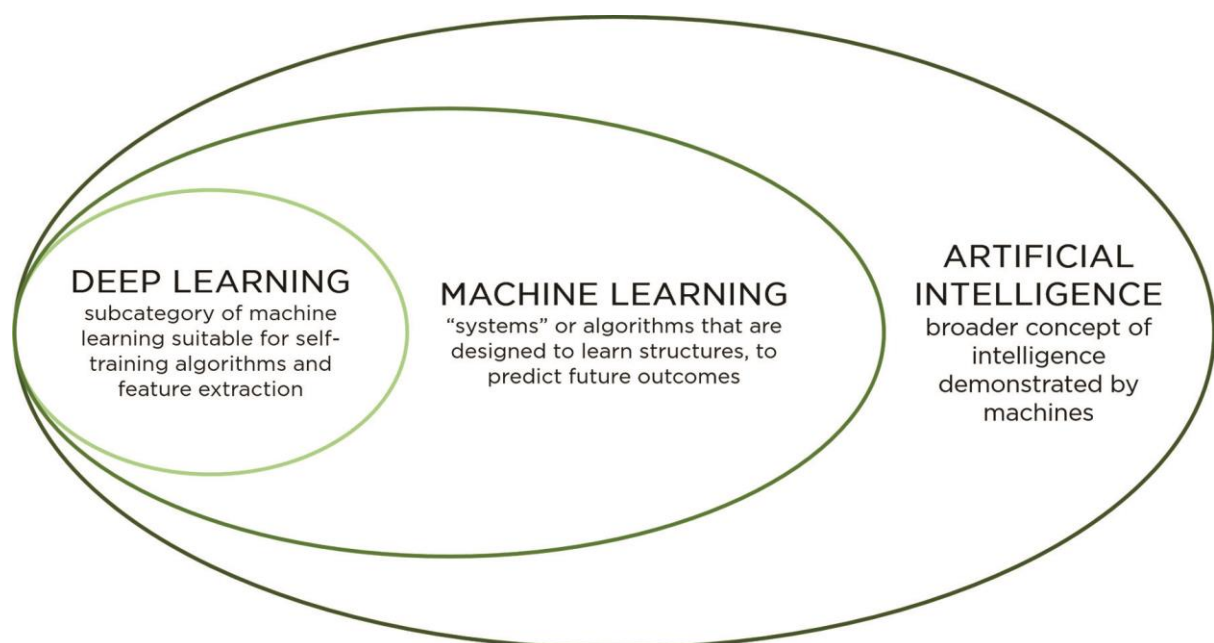 DEEP LEARNING
subcategory of machine
learning suitable for self-
training algorithms and
feature extraction
MACHINE LEARNING
“systems” or algorithms that are
designed to learn structures, to
predict future outcomes
ARTIFICIAL
INTELLIGENCE
broader concept of
intelligence
demonstrated by
machines